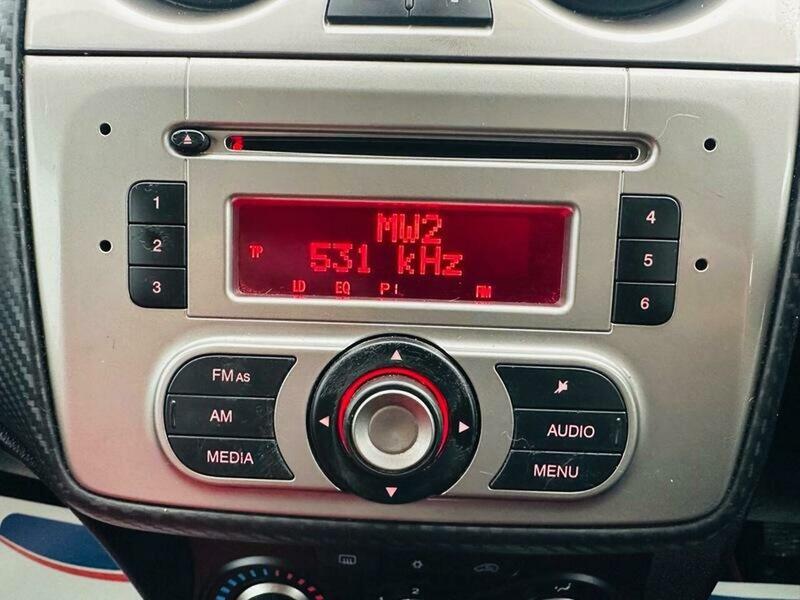 1
2
3
MW2
TP
531 kHz
LD EQ P1
4
5
6
FM AS
AM
MEDIA
AUDIO
MENU
2